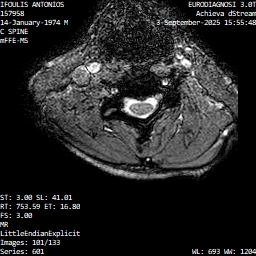 IFOULIS ANTONIOS
157958
14-January-1974 M
C SPINE
mFFE-MS
EURODIAGNOSI 3.0T
Achieva dStream
3-September-2025 15:55:48
ST: 3.00 SL: 41.01
RT: 753.59 ET: 16.80
FS: 3.00
MR
LittleEndianExplicit
Images: 101/133
Series: 601
WL: 693 WW: 1204